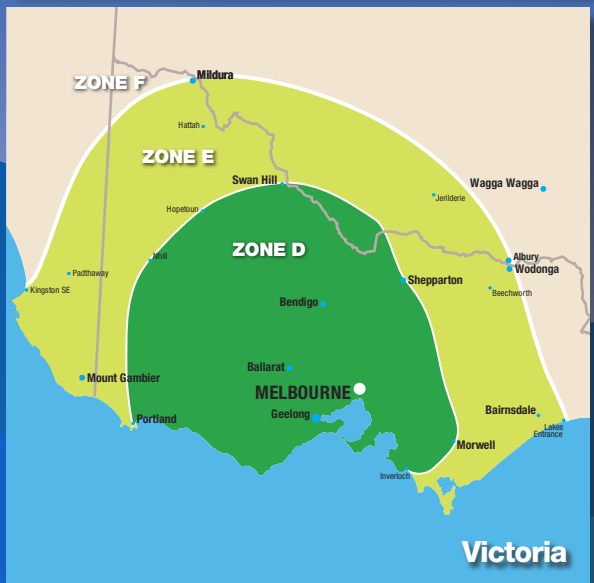 Mildura
ZONE F
Hattah
ZONE E
Swan Hill
Wagga Wagga
Jerilderie
Hopetoun
ZONE D
Nhill
Albury
Wodonga
Padthaway
Shepparton
Kingston SE
Beechworth
Bendigo
Ballarat
Mount Gambier
MELBOURNE
Geelong
Bairnsdale
Portland
Lakes
Entrance
Morwell
Inverloch
Victoria